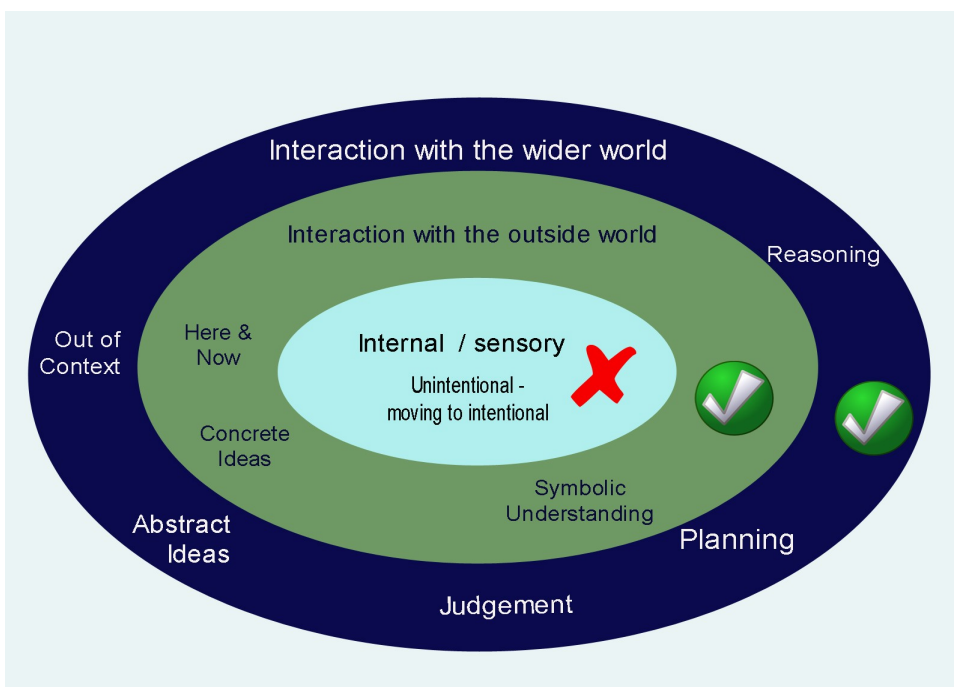 Interaction with the wider world
Interaction with the outside world
Reasoning
Out of
Context
Here &
Now
Internal / sensory
Unintentional -
moving to intentional
Concrete
Ideas
Symbolic
Understanding
Abstract
Ideas
Planning
Judgement